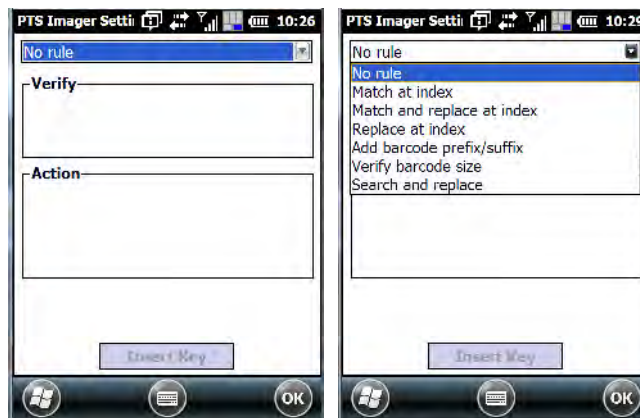 PTS Imager Setti 10:26
No rule
Verify
Action
Insert Key
OK
PTS Imager Setti 10:29
No rule
No rule
Match at index
Match and replace at index
Replace at index
Add barcode prefix/suffix
Verify barcode size
Search and replace
Insert Key
OK